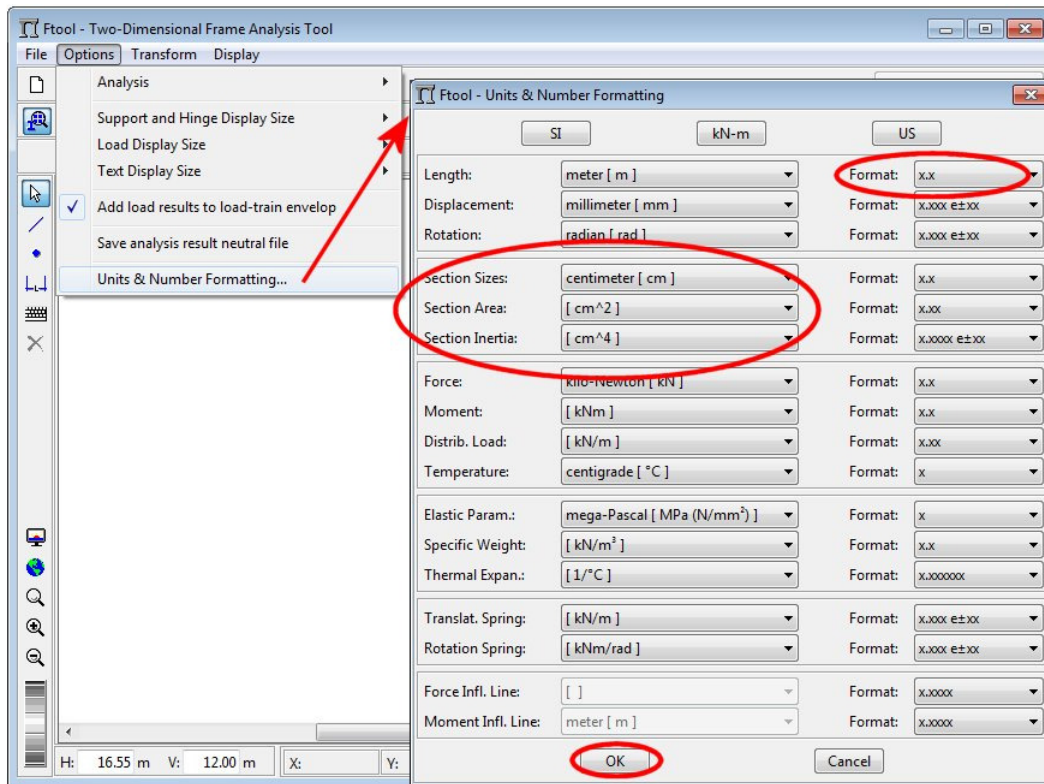 Ftool - Two-Dimensional Frame Analysis Tool
File Options Transform Display
Analysis
Support and Hinge Display Size
Load Display Size
Text Display Size
Add load results to load-train envelop
Save analysis result neutral file
Units & Number Formatting...
Ftool - Units & Number Formatting
SI kN-m US
Length: meter [ m ] Format: x.x
Displacement: millimeter [ mm ] Format: x.xxx e±xx
Rotation: radian [ rad ] Format: x.xxx e±xx
Section Sizes: centimeter [ cm ] Format: x.x
Section Area: [ cm^2 ] Format: x.xx
Section Inertia: [ cm^4 ] Format: x.xxxx e±xx
Force: kilo-Newton [ kN ] Format: x.x
Moment: [ kNm ] Format: x.x
Distrib. Load: [ kN/m ] Format: x.xx
Temperature: centigrade [ °C ] Format: x
Elastic Param.: mega-Pascal [ MPa (N/mm²) ] Format: x
Specific Weight: [ kN/m³ ] Format: x.x
Thermal Expan.: [ 1/°C ] Format: x.xxxxxx
Translat. Spring: [ kN/m ] Format: x.xxx e±xx
Rotation Spring: [ kNm/rad ] Format: x.xxx e±xx
Force Infl. Line: [ ] Format: x.xxxx
Moment Infl. Line: meter [ m ] Format: x.xxxx
OK Cancel
H: 16.55 m V: 12.00 m X: Y: